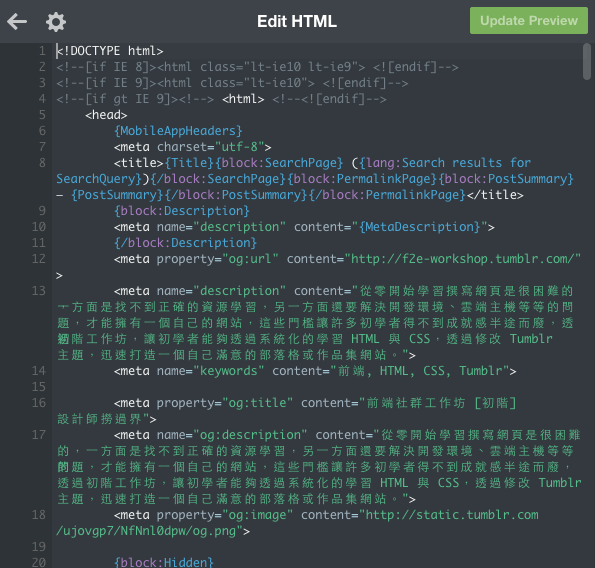 Edit HTML
Update Preview
1 <!DOCTYPE html>
2 <!--[if IE 8]><html class="lt-ie10 lt-ie9"> <![endif]-->
3 <!--[if IE 9]><html class="lt-ie10"> <![endif]-->
4 <!--[if gt IE 9]><!--> <html> <!--<![endif]-->
5 <head>
6 {MobileAppHeaders}
7 <meta charset="utf-8">
8 <title>{Title}{block:SearchPage} ({lang:Search results for
SearchQuery}){/block:SearchPage}{block:PermalinkPage}{block:PostSummary}
— {PostSummary}{/block:PostSummary}{/block:PermalinkPage}</title>
9 {block:Description}
10 <meta name="description" content="{MetaDescription}">
11 {/block:Description}
12 <meta property="og:url" content="http://f2e-workshop.tumblr.com/"
>
13 <meta name="description" content="從零開始學習撰寫網頁是很困難的
，一方面是找不到正確的資源學習，另一方面還要解決開發環境、雲端主機等等的問
題，才能擁有一個自己的網站，這些門檻讓許多初學者得不到成就感半途而廢，透過
初階工作坊，讓初學者能夠透過系統化的學習 HTML 與 CSS，透過修改 Tumblr
主題，迅速打造一個自己滿意的部落格或作品集網站。">
14 <meta name="keywords" content="前端, HTML, CSS, Tumblr">
15
16 <meta property="og:title" content="前端社群工作坊 [初階]
設計師撈過界">
17 <meta name="og:description" content="從零開始學習撰寫網頁是很困難
的，一方面是找不到正確的資源學習，另一方面還要解決開發環境、雲端主機等等的
問題，才能擁有一個自己的網站，這些門檻讓許多初學者得不到成就感半途而廢，
透過初階工作坊，讓初學者能夠透過系統化的學習 HTML 與 CSS，透過修改 Tumblr
主題，迅速打造一個自己滿意的部落格或作品集網站。">
18 <meta property="og:image" content="http://static.tumblr.com
/ujovgp7/NfNnl0dpw/og.png">
19
20 {block:Hidden}